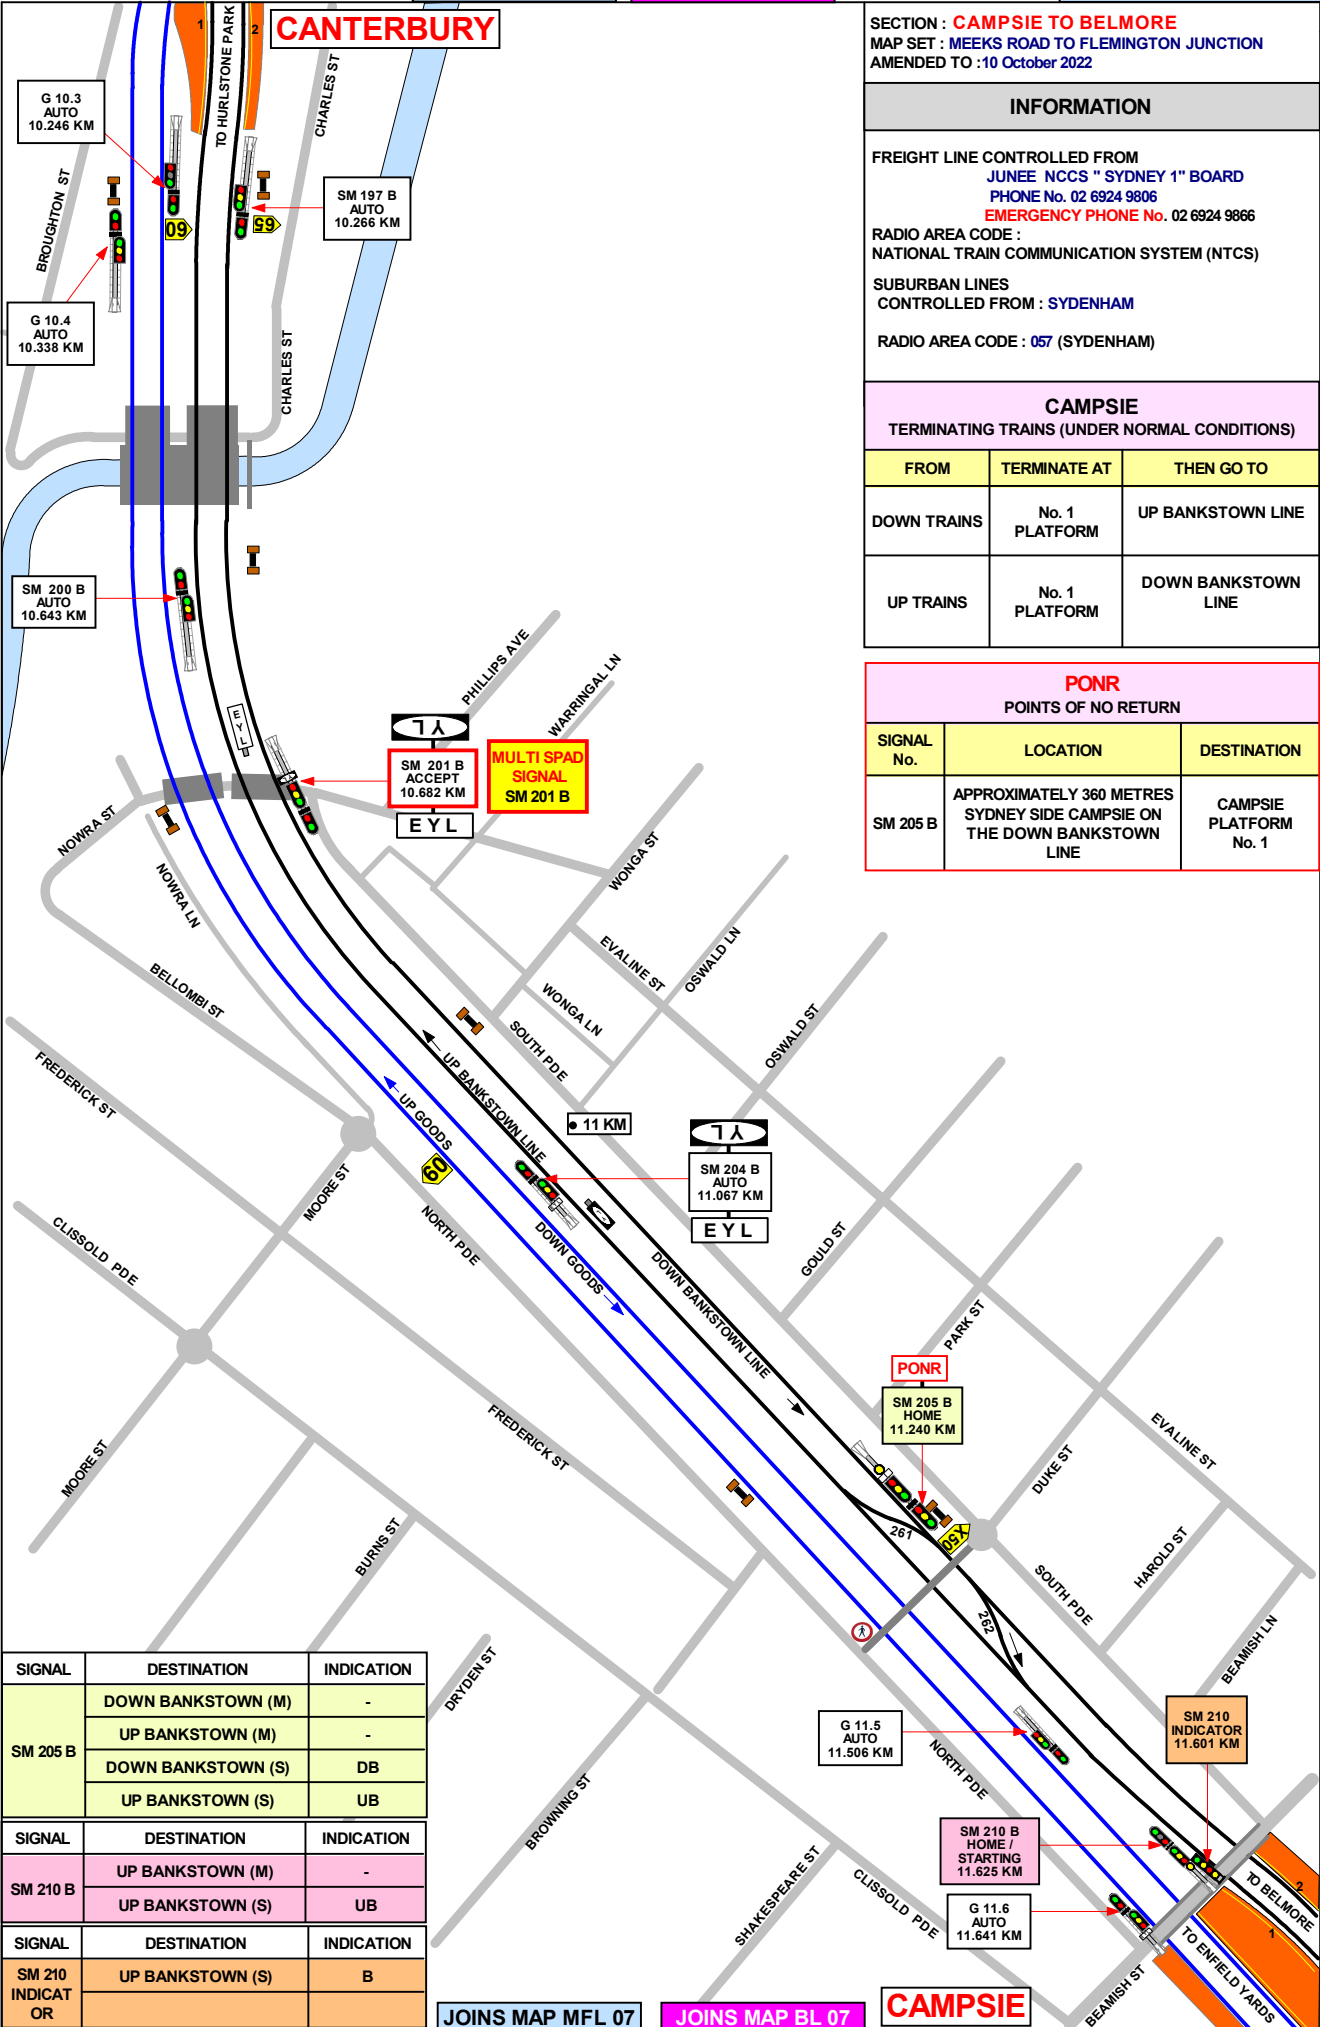 CANTERBURY
SECTION : CAMPSIE TO BELMORE
MAP SET : MEEKS ROAD TO FLEMINGTON JUNCTION
AMENDED TO :10 October 2022
INFORMATION
FREIGHT LINE CONTROLLED FROM
JUNEE NCCS " SYDNEY 1" BOARD
PHONE No. 02 6924 9806
EMERGENCY PHONE No. 02 6924 9866
RADIO AREA CODE :
NATIONAL TRAIN COMMUNICATION SYSTEM (NTCS)
SUBURBAN LINES
CONTROLLED FROM : SYDENHAM
RADIO AREA CODE : 057 (SYDENHAM)
CAMPSIE
TERMINATING TRAINS (UNDER NORMAL CONDITIONS)
FROM TERMINATE AT THEN GO TO
DOWN TRAINS No. 1 PLATFORM UP BANKSTOWN LINE
UP TRAINS No. 1 PLATFORM DOWN BANKSTOWN LINE
PONR
POINTS OF NO RETURN
SIGNAL No. LOCATION DESTINATION
SM 205 B
APPROXIMATELY 360 METRES
SYDNEY SIDE CAMPSIE ON
THE DOWN BANKSTOWN
LINE
CAMPSIE
PLATFORM
No. 1
1
2
TO HURLSTONE PARK
CHARLES ST
BROUGHTON ST
G 10.3
AUTO
10.246 KM
SM 197 B
AUTO
10.266 KM
60
65
G 10.4
AUTO
10.338 KM
CHARLES ST
SM 200 B
AUTO
10.643 KM
EYL
YL
SM 201 B
ACCEPT
10.682 KM
EYL
MULTI SPAD
SIGNAL
SM 201 B
PHILLIPS AVE
WARRINGAL LN
NOWRA ST
NOWRA LN
WONGA ST
BELLOMBI ST
EVALINE ST
OSWALD LN
WONGA LN
OSWALD ST
SOUTH PDE
FREDERICK ST
UP BANKSTOWN LINE
UP GOODS
11 KM
60
YL
SM 204 B
AUTO
11.067 KM
EYL
MOORE ST
NORTH PDE
CLISSOLD PDE
DOWN GOODS
DOWN BANKSTOWN LINE
GOULD ST
PARK ST
PONR
SM 205 B
HOME
11.240 KM
FREDERICK ST
EVALINE ST
MOORE ST
DUKE ST
X50
261
BURNS ST
HAROLD ST
SOUTH PDE
262
BEAMISH LN
DRYDEN ST
G 11.5
AUTO
11.506 KM
NORTH PDE
SM 210
INDICATOR
11.601 KM
BROWNING ST
SM 210 B
HOME /
STARTING
11.625 KM
SHAKESPEARE ST
CLISSOLD PDE
G 11.6
AUTO
11.641 KM
2
TO BELMORE
1
TO ENFIELD YARDS
BEAMISH ST
CAMPSIE
SIGNAL DESTINATION INDICATION
SM 205 B
DOWN BANKSTOWN (M) -
UP BANKSTOWN (M) -
DOWN BANKSTOWN (S) DB
UP BANKSTOWN (S) UB
SIGNAL DESTINATION INDICATION
SM 210 B
UP BANKSTOWN (M) -
UP BANKSTOWN (S) UB
SIGNAL DESTINATION INDICATION
SM 210
INDICAT
OR
UP BANKSTOWN (S) B
JOINS MAP MFL 07
JOINS MAP BL 07